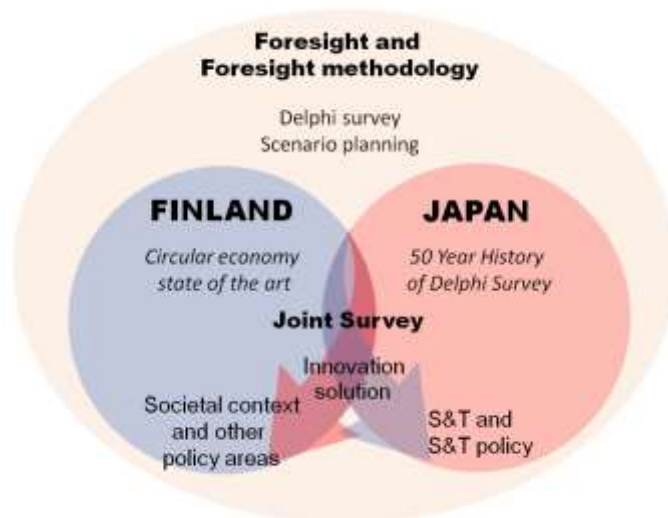 Foresight and
Foresight methodology
Delphi survey
Scenario planning
FINLAND
Circular economy
state of the art
JAPAN
50 Year History
of Delphi Survey
Joint Survey
Innovation
solution
Societal context
and other
policy areas
S&T and
S&T policy